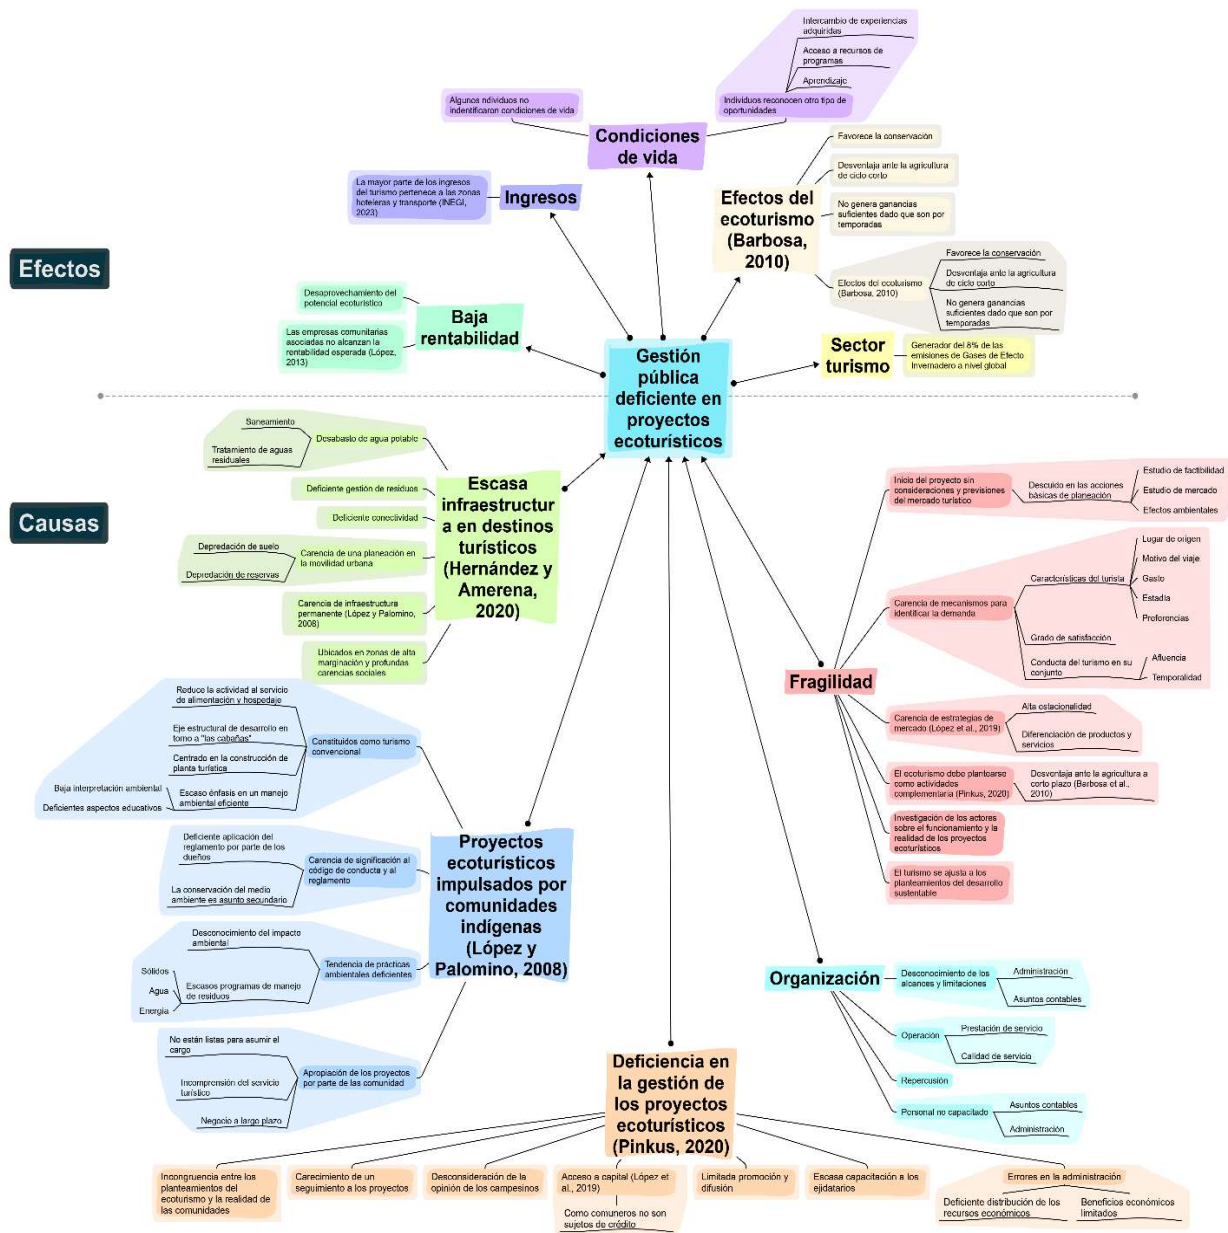 Intercambio de experiencias
adquiridas
Acceso a recursos de
programas
Aprendizaje
Individuos reconocen otro tipo de
oportunidades
Algunos ndividuos no
indentificaron condiciones de vida
Condiciones
de vida
La mayor parte de los ingresos
del turismo pertenece a las zonas
hoteleras y transporte (INEGI,
2023)
Ingresos
Efectos del
ecoturismo
(Barbosa,
2010)
Favorece la conservación
Desventaja ante la agricultura
de ciclo corto
No genera ganancias
suficientes dado que son por
temporadas
Efectos del ecoturismo
(Barbosa, 2010)
Favorece la conservación
Desventaja ante la agricultura
de ciclo corto
No genera ganancias
suficientes dado que son por
temporadas
Efectos
Desaprovechamiento del
potencial ecoturístico
Las empresas comunitarias
asociadas no alcanzan la
rentabilidad esperada (López,
2013)
Baja
rentabilidad
Sector
turismo
Generador del 8% de las
emisiones de Gases de Efecto
Invernadero a nivel global
Gestión
pública
deficiente en
proyectos
ecoturísticos
Causas
Saneamiento
Tratamiento de aguas
residuales
Desabasto de agua potable
Deficiente gestión de residuos
Deficiente conectividad
Depredación de suelo
Depredación de reservas
Carencia de una planeación en
la movilidad urbana
Carencia de infraestructura
permanente (López y Palomino,
2008)
Ubicados en zonas de alta
marginación y profundas
carencias sociales
Escasa
infraestructur
a en destinos
turísticos
(Hernández y
Amerena,
2020)
Inicio del proyecto sin
consideraciones y previsiones
del mercado turístico
Descuido en las acciones
básicas de planeación
Estudio de factibilidad
Estudio de mercado
Efectos ambientales
Carencia de mecanismos para
identificar la demanda
Características del turista
Lugar de origen
Motivo del viaje
Gasto
Estadía
Preferencias
Grado de satisfacción
Conducta del turismo en su
conjunto
Afluencia
Temporalidad
Fragilidad
Carencia de estrategias de
mercado (López et al., 2019)
Alta estacionalidad
Diferenciación de productos y
servicios
El ecoturismo debe plantearse
como actividades
complementaria (Pinkus, 2020)
Desventaja ante la agricultura a
corto plazo (Barbosa et al.,
2010)
Investigación de los actores
sobre el funcionamiento y la
realidad de los proyectos
ecoturísticos
El turismo se ajusta a los
planteamientos del desarrollo
sustentable
Reduce la actividad al servicio
de alimentación y hospedaje
Eje estructural de desarrollo en
torno a "las cabañas"
Centrado en la construcción de
planta turística
Baja interpretación ambiental
Deficientes aspectos educativos
Escaso énfasis en un manejo
ambiental eficiente
Constituidos como turismo
convencional
Deficiente aplicación del
reglamento por parte de los
dueños
La conservación del medio
ambiente es asunto secundario
Carencia de significación al
código de conducta y al
reglamento
Desconocimiento del impacto
ambiental
Sólidos
Agua
Energía
Escasos programas de manejo
de residuos
Tendencia de prácticas
ambientales deficientes
No están listas para asumir el
cargo
Incomprensión del servicio
turístico
Negocio a largo plazo
Apropiación de los proyectos
por parte de las comunidad
Proyectos
ecoturísticos
impulsados por
comunidades
indígenas
(López y
Palomino, 2008)
Organización
Desconocimiento de los
alcances y limitaciones
Administración
Asuntos contables
Operación
Prestación de servicio
Calidad de servicio
Repercusión
Personal no capacitado
Asuntos contables
Administración
Deficiencia en
la gestión de
los proyectos
ecoturísticos
(Pinkus, 2020)
Incongruencia entre los
planteamientos del
ecoturismo y la realidad de
las comunidades
Carecimiento de un
seguimiento a los proyectos
Desconsideración de la
opinión de los campesinos
Acceso a capital (López et
al., 2019)
Como comuneros no son
sujetos de crédito
Limitada promoción y
difusión
Escasa capacitación a los
ejidatarios
Errores en la administración
Deficiente distribución de los
recursos económicos
Beneficios económicos
limitados